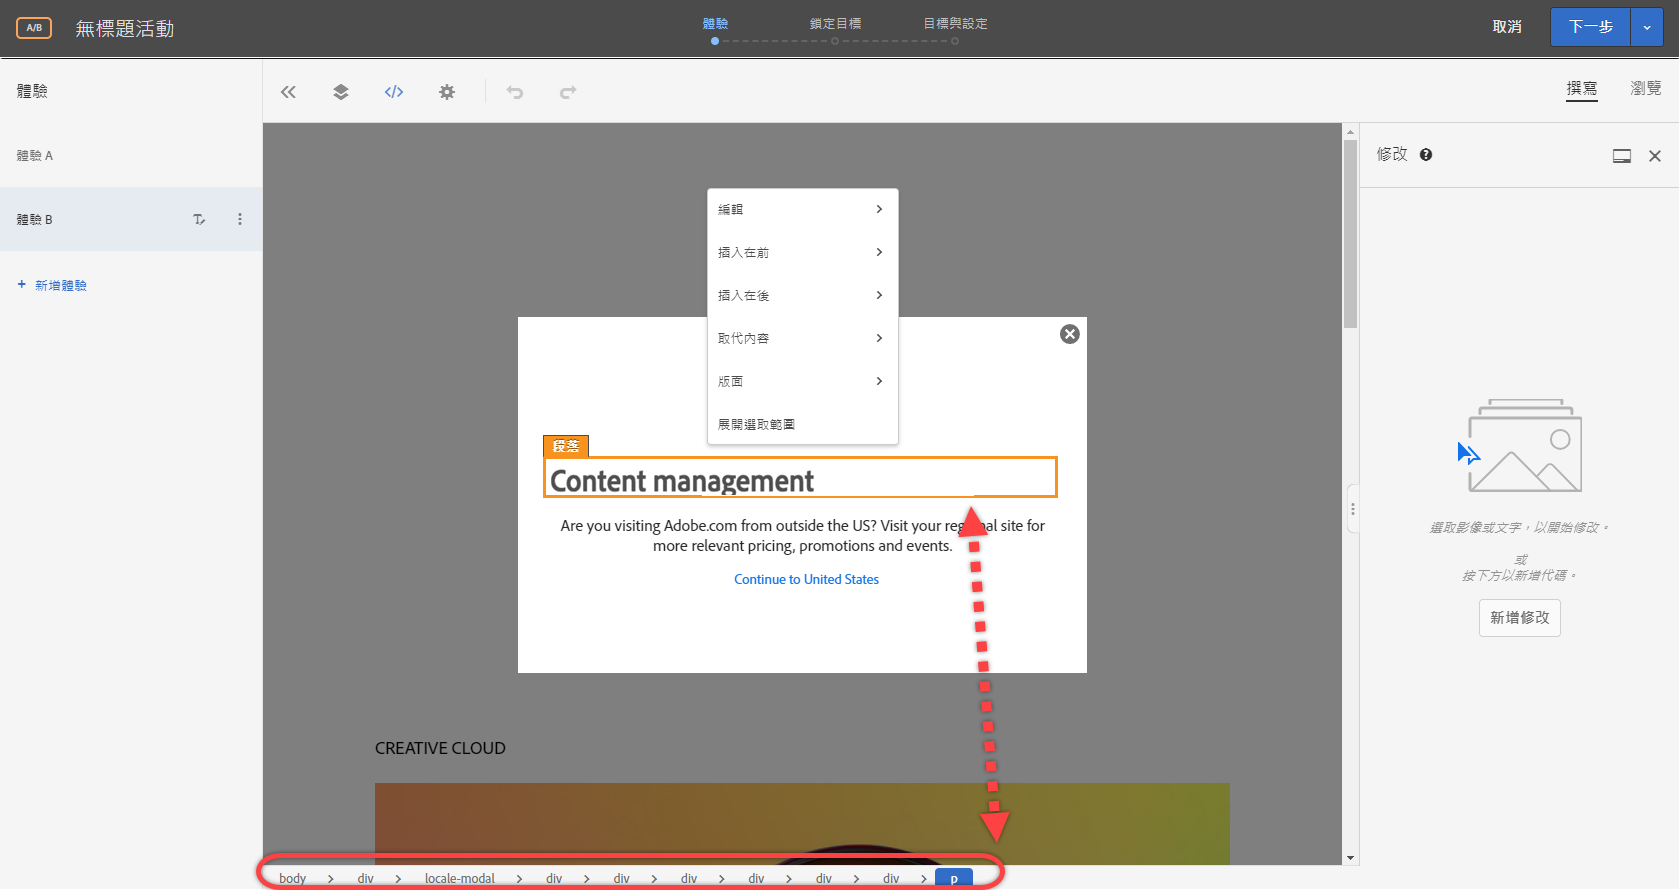 A/B
無標題活動
體驗
鎖定目標
目標與設定
取消
下一步
體驗
體驗 A
體驗 B
+ 新增體驗
</>
撰寫
瀏覽
修改
編輯
插入在前
插入在後
取代內容
版面
展開選取範圍
段落
Content management
Are you visiting Adobe.com from outside the US? Visit your regional site for
more relevant pricing, promotions and events.
Continue to United States
CREATIVE CLOUD
選取影像或文字，以開始修改。
或
按下方以新增代碼。
新增修改
body > div > locale-modal > div > div > div > div > div > div > p